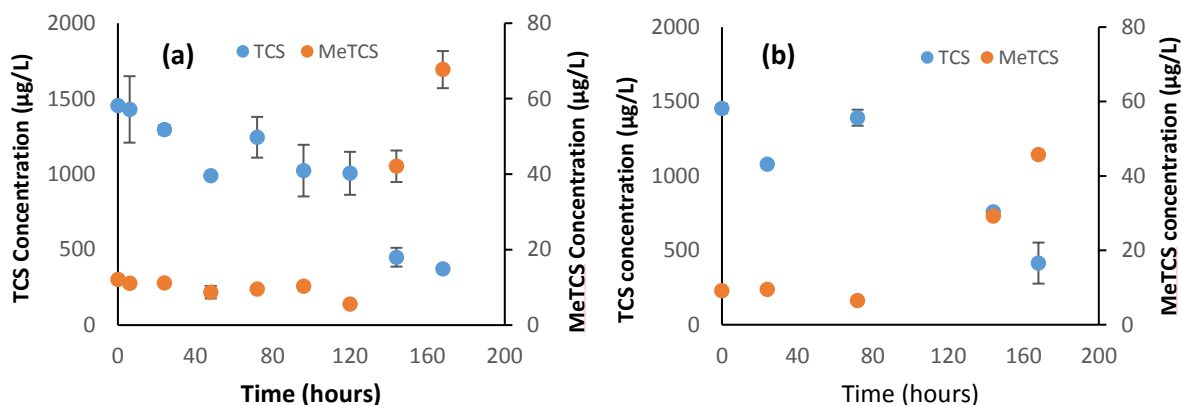 (a)
TCS MeTCS
TCS Concentration (µg/L)
2000
1500
1000
500
0
MeTCS Concentration (µg/L)
80
60
40
20
0
0 40 80 120 160 200
Time (hours)
(b)
TCS MeTCS
TCS concentration (µg/L)
2000
1500
1000
500
0
MeTCS concentration (µg/L)
80
60
40
20
0
0 40 80 120 160 200
Time (hours)